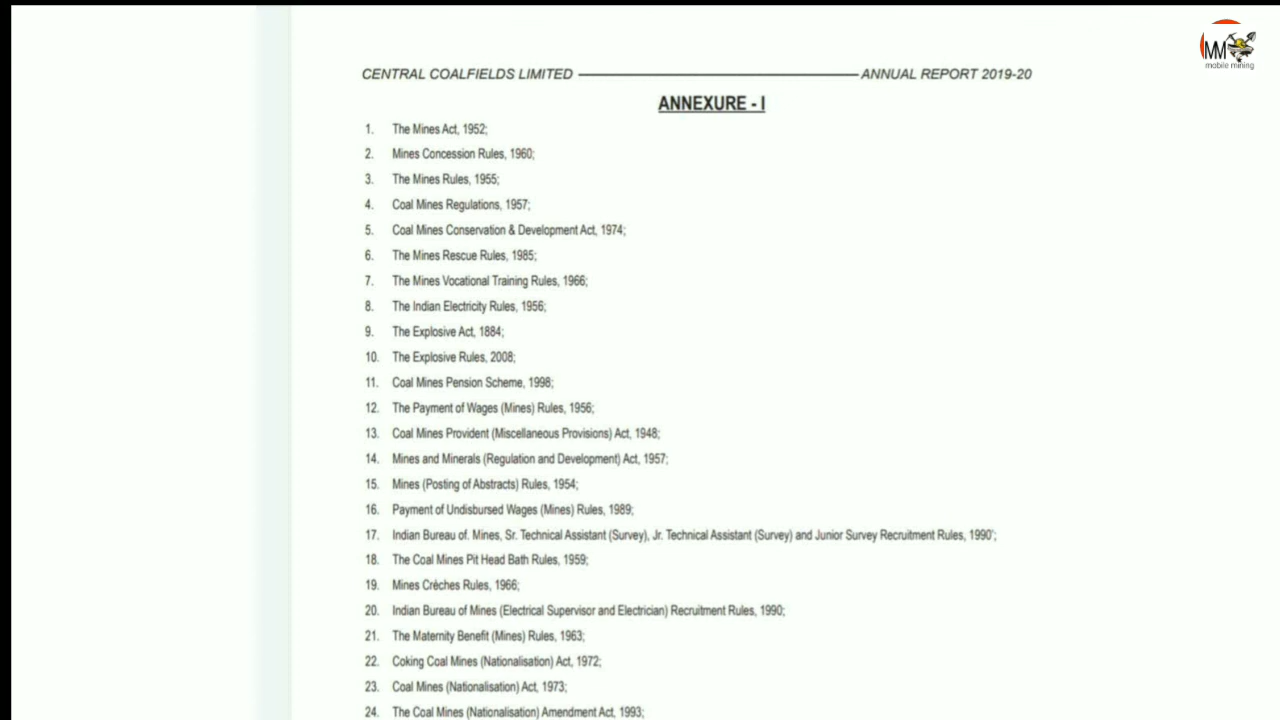 MM
mobile mining
CENTRAL COALFIELDS LIMITED ANNUAL REPORT 2019-20
ANNEXURE - I
1. The Mines Act, 1952;
2. Mines Concession Rules, 1960;
3. The Mines Rules, 1955;
4. Coal Mines Regulations, 1957;
5. Coal Mines Conservation & Development Act, 1974;
6. The Mines Rescue Rules, 1985;
7. The Mines Vocational Training Rules, 1966;
8. The Indian Electricity Rules, 1956;
9. The Explosive Act, 1884;
10. The Explosive Rules, 2008;
11. Coal Mines Pension Scheme, 1998;
12. The Payment of Wages (Mines) Rules, 1956;
13. Coal Mines Provident (Miscellaneous Provisions) Act, 1948;
14. Mines and Minerals (Regulation and Development) Act, 1957;
15. Mines (Posting of Abstracts) Rules, 1954;
16. Payment of Undisbursed Wages (Mines) Rules, 1989;
17. Indian Bureau of. Mines, Sr. Technical Assistant (Survey), Jr. Technical Assistant (Survey) and Junior Survey Recruitment Rules, 1990';
18. The Coal Mines Pit Head Bath Rules, 1959;
19. Mines Crèches Rules, 1966;
20. Indian Bureau of Mines (Electrical Supervisor and Electrician) Recruitment Rules, 1990;
21. The Maternity Benefit (Mines) Rules, 1963;
22. Coking Coal Mines (Nationalisation) Act, 1972;
23. Coal Mines (Nationalisation) Act, 1973;
24. The Coal Mines (Nationalisation) Amendment Act, 1993;